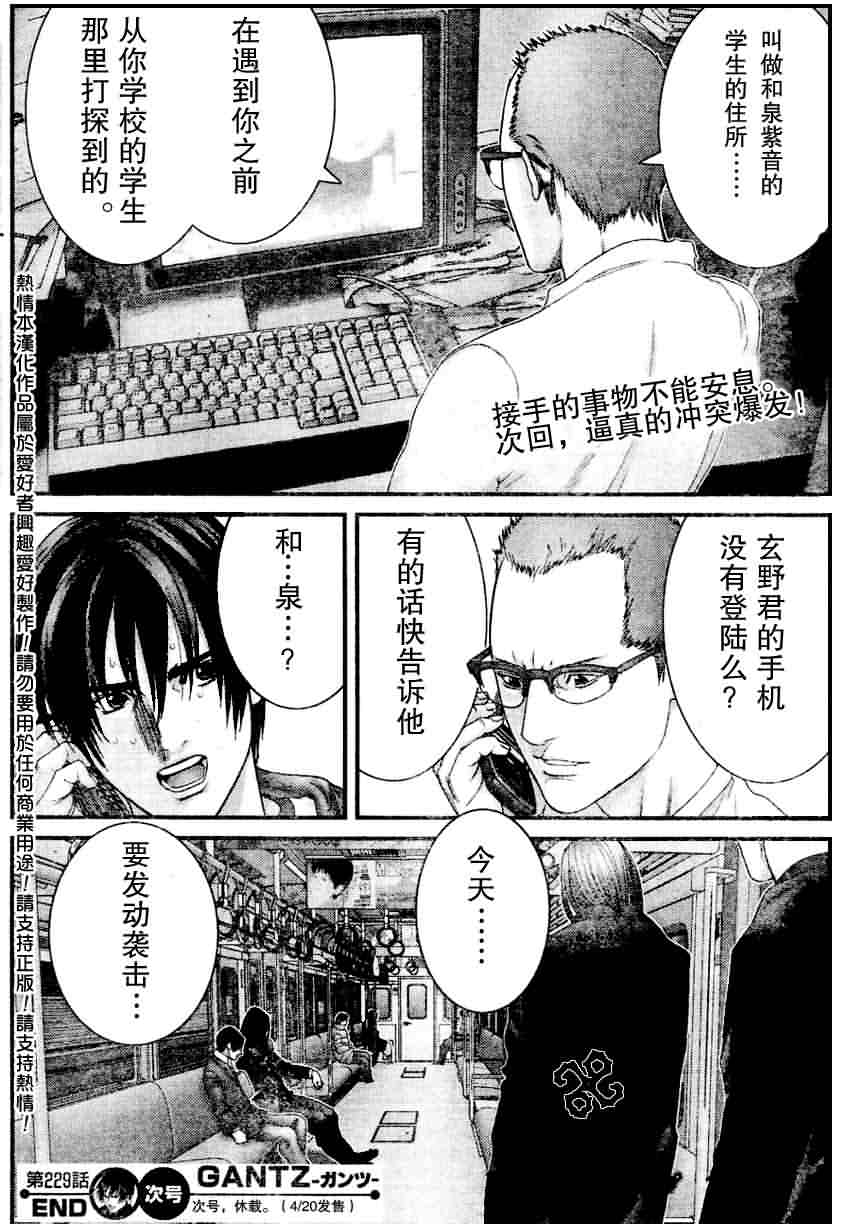 叫做和泉紫音的
学生的住所……
在遇到你之前
从你学校的学生
那里打探到的。
接手的事物不能安息。
次回，逼真的冲突爆发！
玄野君的手机
没有登陆么？
有的话快告诉他
和…泉…？
今天……
要发动袭击…
熱情本漢化作品屬於愛好者興趣愛好製作！請勿要用於任何商業用途！請支持正版！請支持熱情！
第229話
END
次号
GANTZ-ガンツ-
次号，休载。（4/20发售）